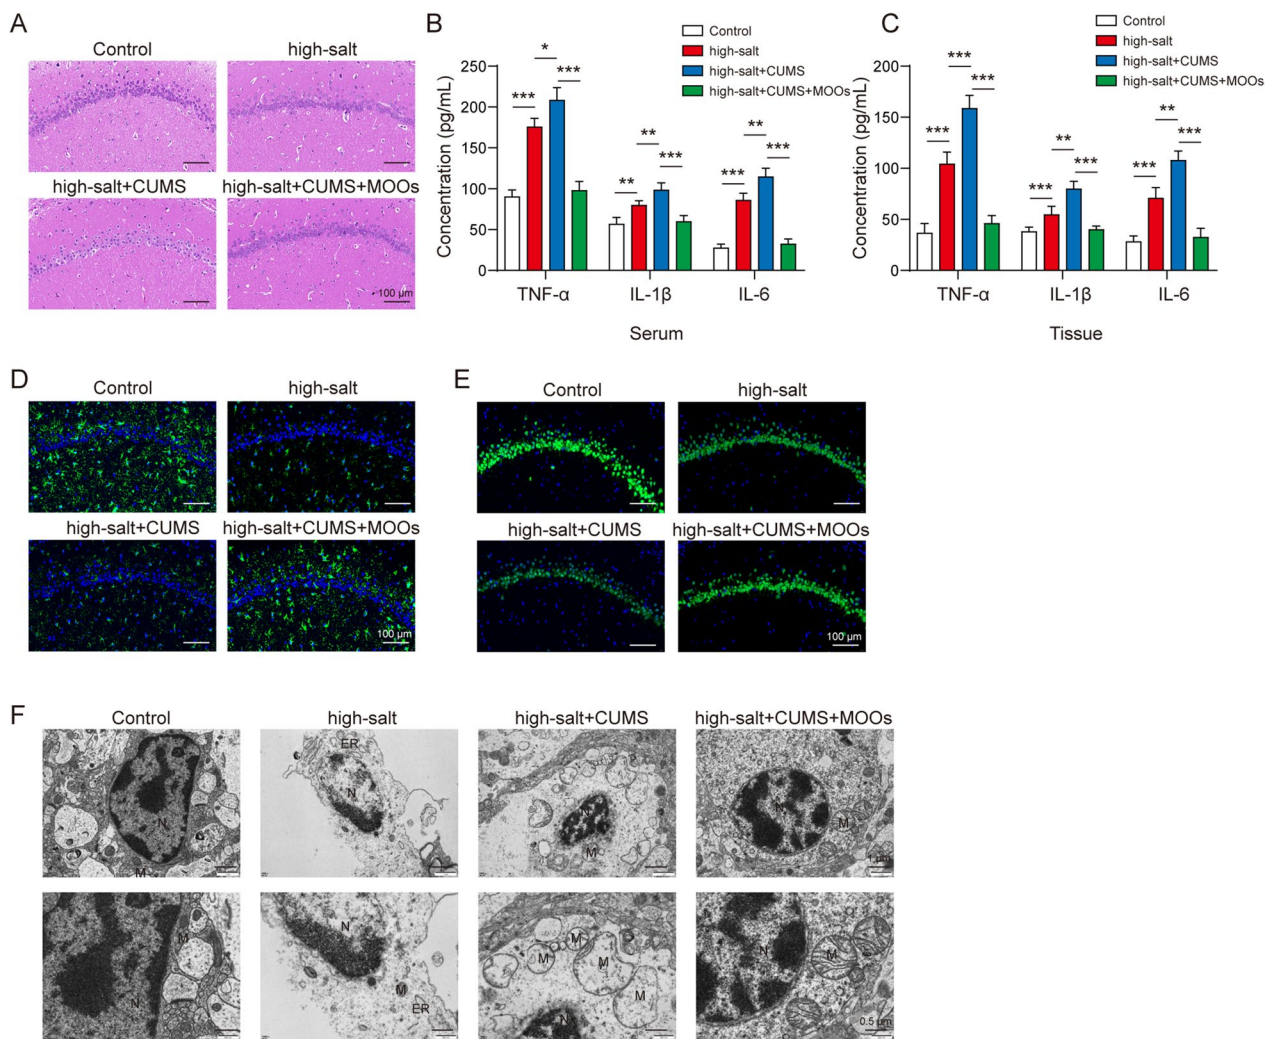 A
Control
high-salt
high-salt+CUMS
high-salt+CUMS+MOOs
100 μm
B
Control
high-salt
high-salt+CUMS
high-salt+CUMS+MOOs
Concentration (pg/mL)
250
200
150
100
50
0
*
***
***
**
**
***
**
***
***
TNF-α
IL-1β
IL-6
Serum
C
Control
high-salt
high-salt+CUMS
high-salt+CUMS+MOOs
Concentration (pg/mL)
200
150
100
50
0
***
***
***
**
***
***
**
***
***
TNF-α
IL-1β
IL-6
Tissue
D
Control
high-salt
high-salt+CUMS
high-salt+CUMS+MOOs
100 μm
E
Control
high-salt
high-salt+CUMS
high-salt+CUMS+MOOs
100 μm
F
Control
high-salt
high-salt+CUMS
high-salt+CUMS+MOOs
N
M
ER
N
N
M
N
M
1 μm
M
N
N
M
ER
M
M
M
M
N
N
M
0.5 μm